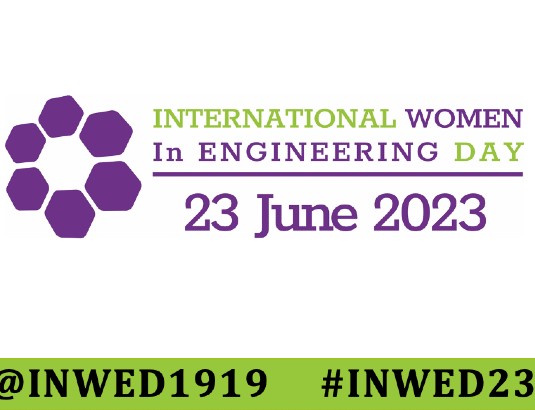 INTERNATIONAL WOMEN
In ENGINEERING DAY
23 June 2023
@INWED1919 #INWED23